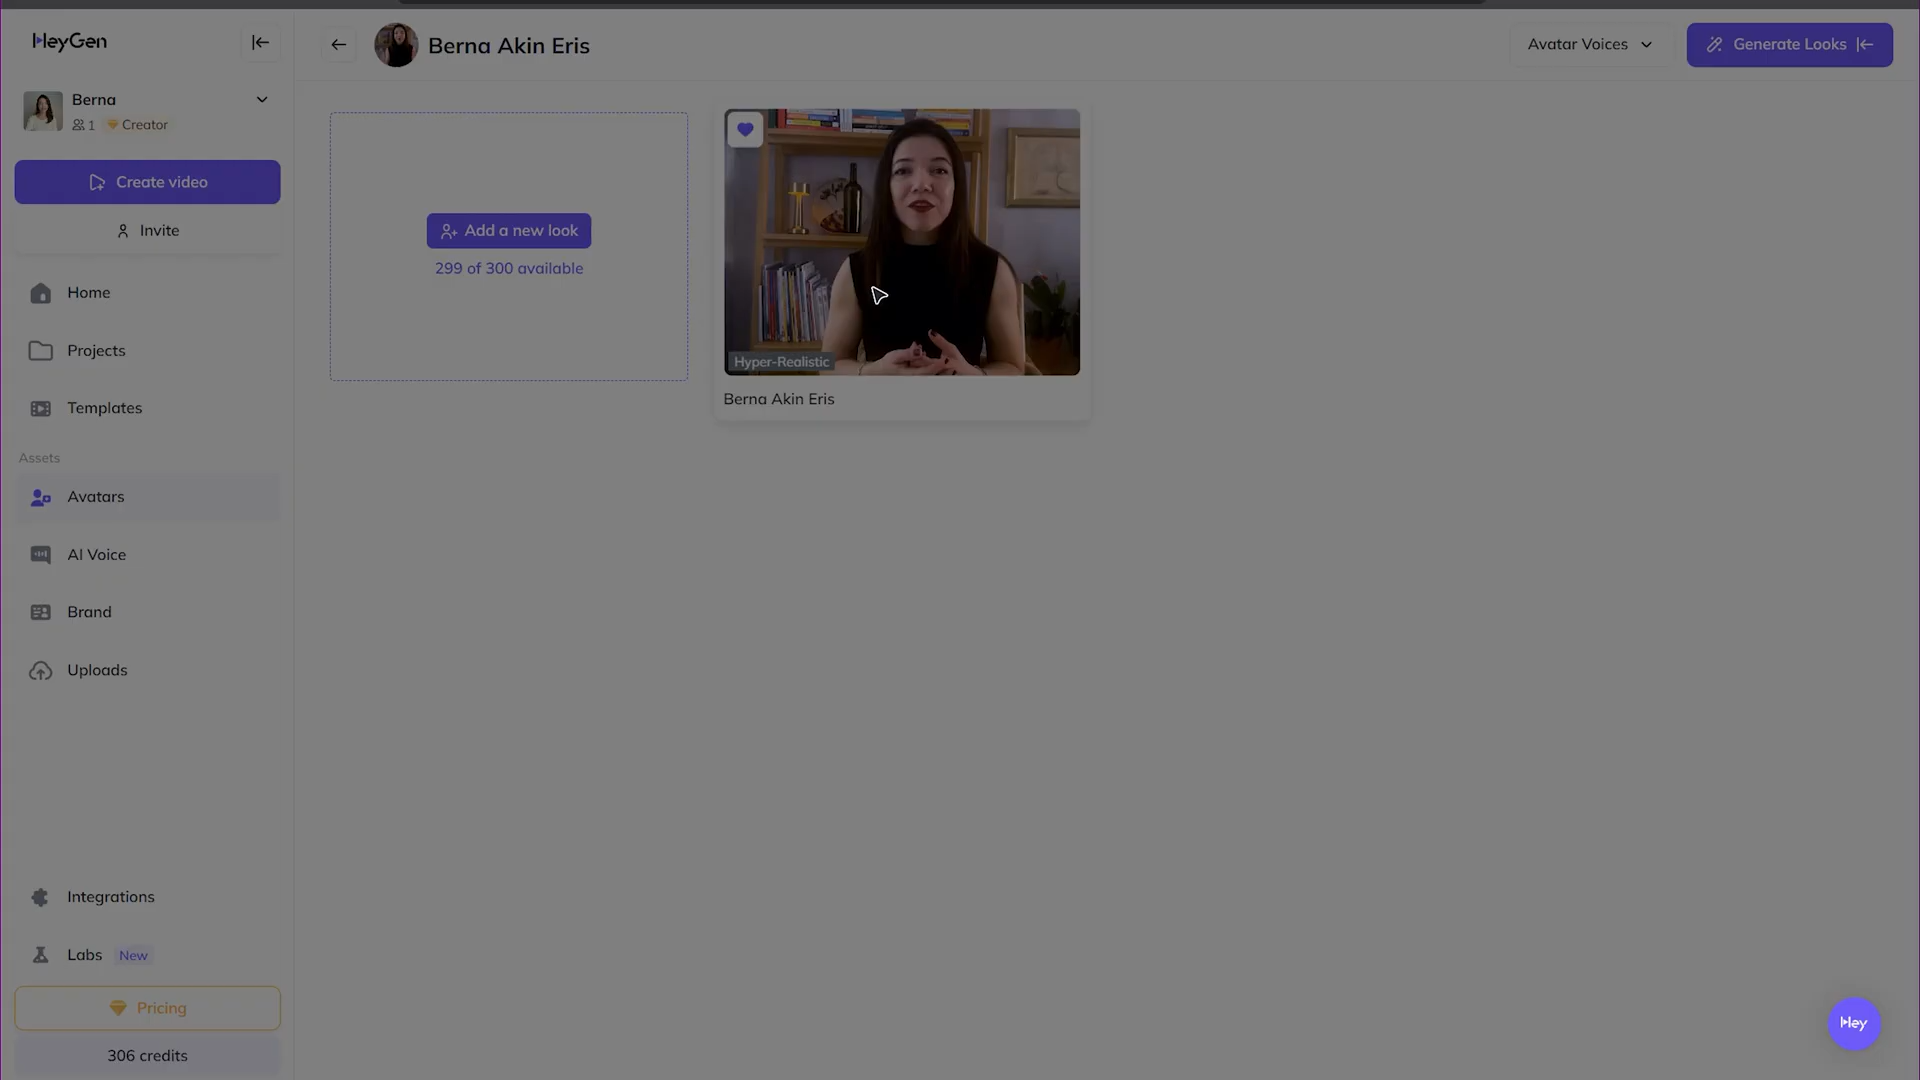 HeyGen
Berna
1 Creator
Create video
Invite
Home
Projects
Templates
Assets
Avatars
AI Voice
Brand
Uploads
Integrations
Labs New
Pricing
306 credits
Berna Akin Eris
Avatar Voices
Generate Looks
Add a new look
299 of 300 available
Hyper-Realistic
Berna Akin Eris
Hey